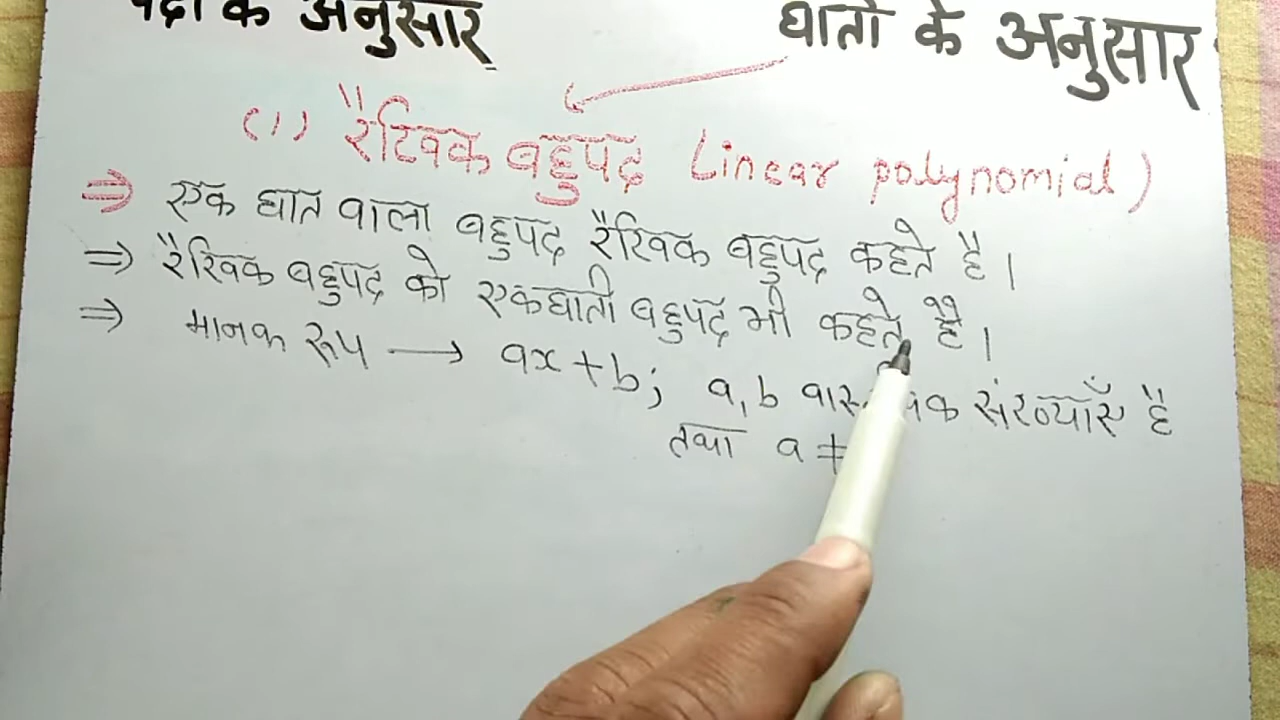 पदों के अनुसार
घातों के अनुसार
(1) रैखिक बहुपद Linear polynomial)
⇒ एक घात वाला बहुपद रैखिक बहुपद कहते है।
⇒ रैखिक बहुपद को एकघाती बहुपद भी कहते है।
⇒ मानक रूप → ax + b; a, b संख्याएँ है
तथा a ≠